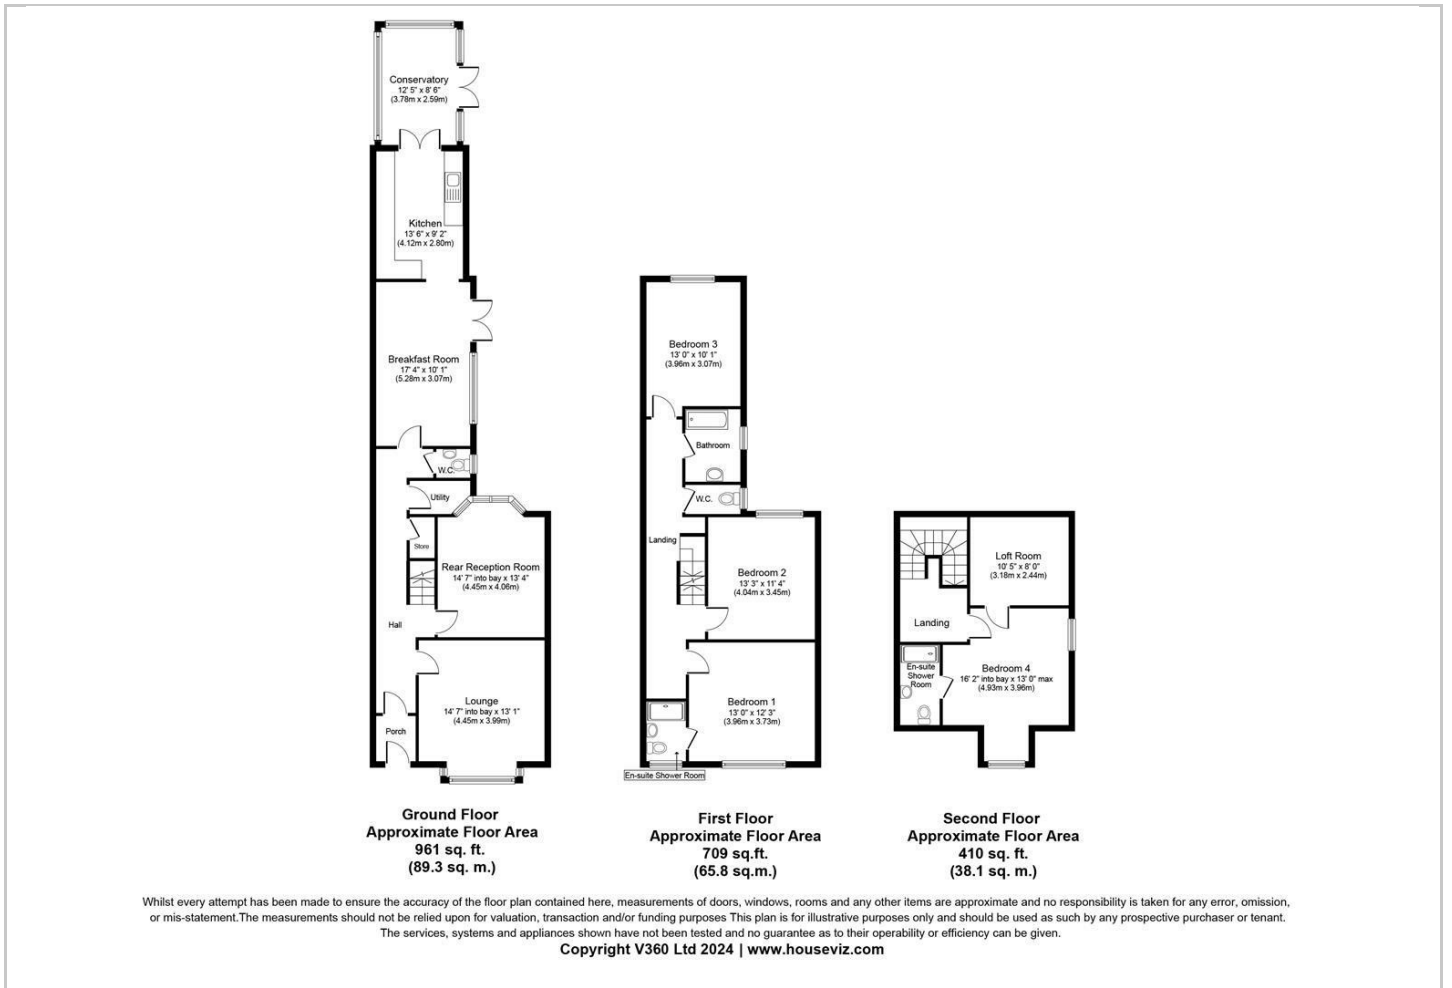 Conservatory
12' 5" x 8' 6"
(3.78m x 2.59m)
Kitchen
13' 6" x 9' 2"
(4.12m x 2.80m)
Breakfast Room
17' 4" x 10' 1"
(5.28m x 3.07m)
W.C.
Utility
Store
Rear Reception Room
14' 7" into bay x 13' 4"
(4.45m x 4.06m)
Hall
Lounge
14' 7" into bay x 13' 1"
(4.45m x 3.99m)
Porch
Ground Floor
Approximate Floor Area
961 sq. ft.
(89.3 sq. m.)
Bedroom 3
13' 0" x 10' 1"
(3.96m x 3.07m)
Bathroom
W.C.
Landing
Bedroom 2
13' 3" x 11' 4"
(4.04m x 3.45m)
Bedroom 1
13' 0" x 12' 3"
(3.96m x 3.73m)
En-suite Shower Room
First Floor
Approximate Floor Area
709 sq.ft.
(65.8 sq.m.)
Loft Room
10' 5" x 8' 0"
(3.18m x 2.44m)
Landing
En-suite
Shower
Room
Bedroom 4
16' 2" into bay x 13' 0" max
(4.93m x 3.96m)
Second Floor
Approximate Floor Area
410 sq. ft.
(38.1 sq. m.)
Whilst every attempt has been made to ensure the accuracy of the floor plan contained here, measurements of doors, windows, rooms and any other items are approximate and no responsibility is taken for any error, omission,
or mis-statement.The measurements should not be relied upon for valuation, transaction and/or funding purposes This plan is for illustrative purposes only and should be used as such by any prospective purchaser or tenant.
The services, systems and appliances shown have not been tested and no guarantee as to their operability or efficiency can be given.
Copyright V360 Ltd 2024 | www.houseviz.com